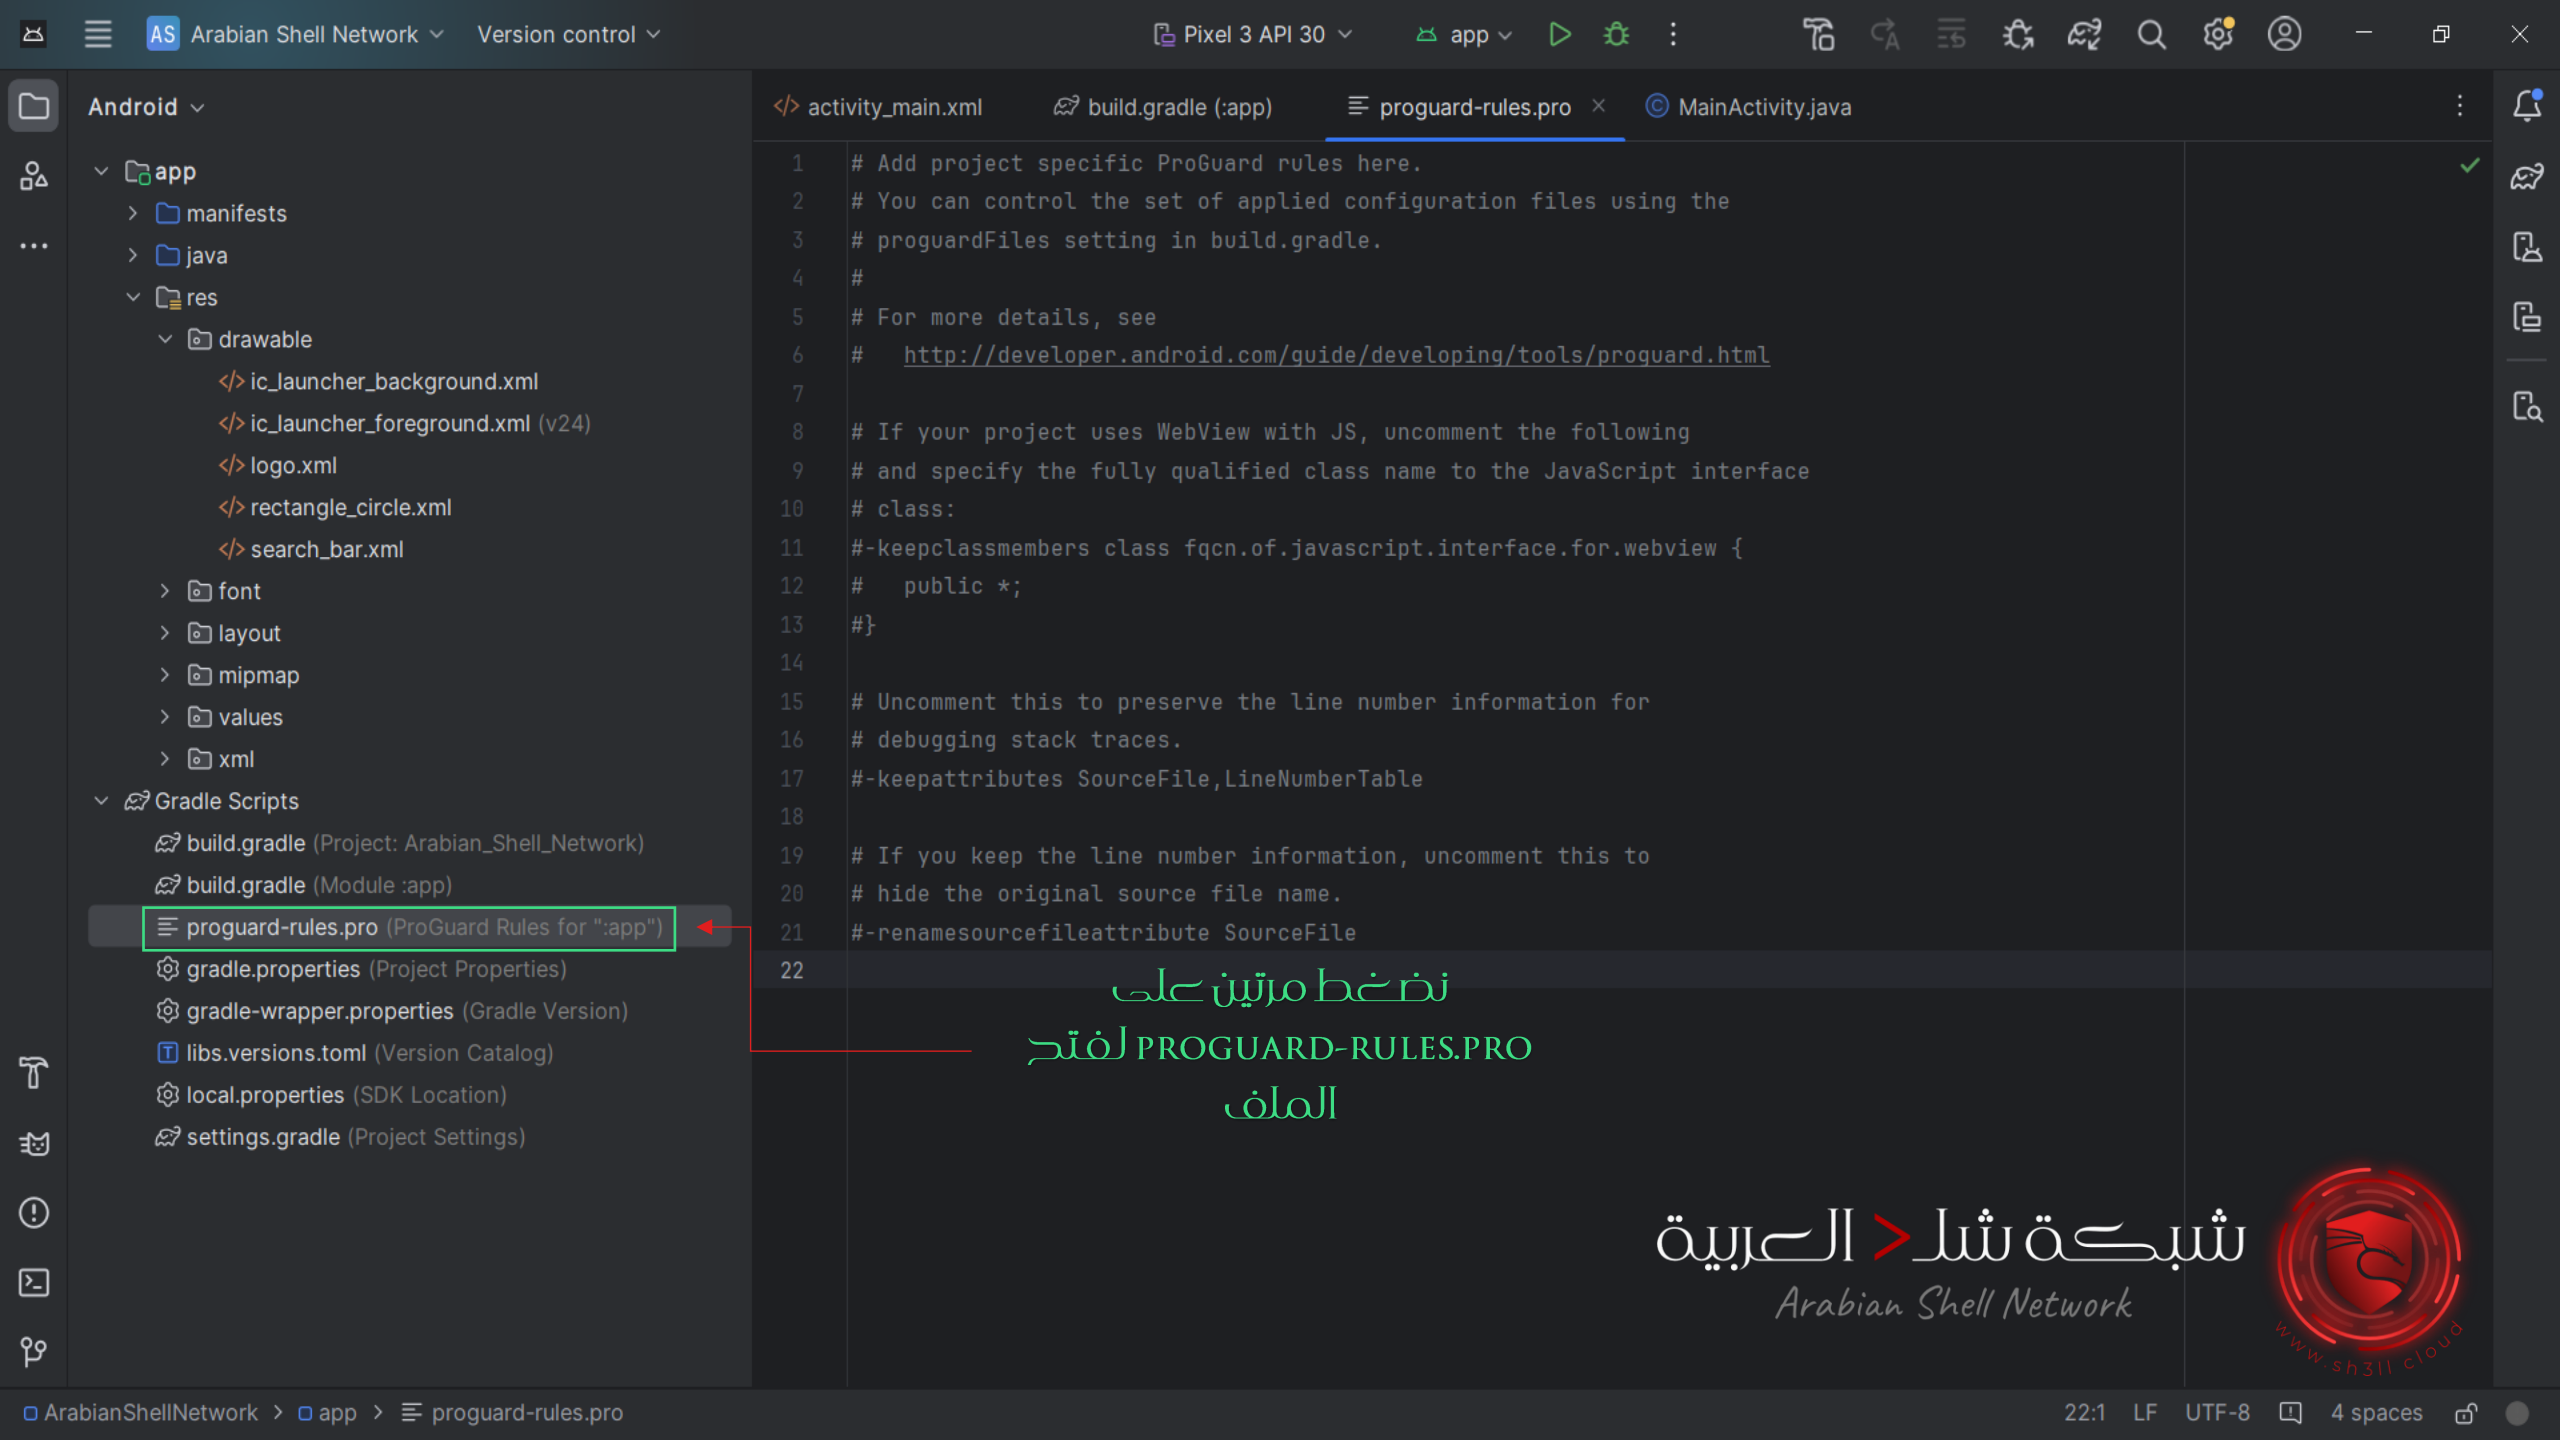 AS Arabian Shell Network Version control Pixel 3 API 30 app
Android
app
manifests
java
res
drawable
ic_launcher_background.xml
ic_launcher_foreground.xml (v24)
logo.xml
rectangle_circle.xml
search_bar.xml
font
layout
mipmap
values
xml
Gradle Scripts
build.gradle (Project: Arabian_Shell_Network)
build.gradle (Module :app)
proguard-rules.pro (ProGuard Rules for ":app")
gradle.properties (Project Properties)
gradle-wrapper.properties (Gradle Version)
libs.versions.toml (Version Catalog)
local.properties (SDK Location)
settings.gradle (Project Settings)
activity_main.xml build.gradle (:app) proguard-rules.pro MainActivity.java
1 # Add project specific ProGuard rules here.
2 # You can control the set of applied configuration files using the
3 # proguardFiles setting in build.gradle.
4 #
5 # For more details, see
6 #   http://developer.android.com/guide/developing/tools/proguard.html
7
8 # If your project uses WebView with JS, uncomment the following
9 # and specify the fully qualified class name to the JavaScript interface
10 # class:
11 #-keepclassmembers class fqcn.of.javascript.interface.for.webview {
12 #   public *;
13 #}
14
15 # Uncomment this to preserve the line number information for
16 # debugging stack traces.
17 #-keepattributes SourceFile,LineNumberTable
18
19 # If you keep the line number information, uncomment this to
20 # hide the original source file name.
21 #-renamesourcefileattribute SourceFile
22
نضغط مرتين على
PROGUARD-RULES.PRO لفتح
الملف
شبكة شل> العربية
Arabian Shell Network
www.sh3ll.cloud
ArabianShellNetwork > app > proguard-rules.pro 22:1 LF UTF-8 4 spaces